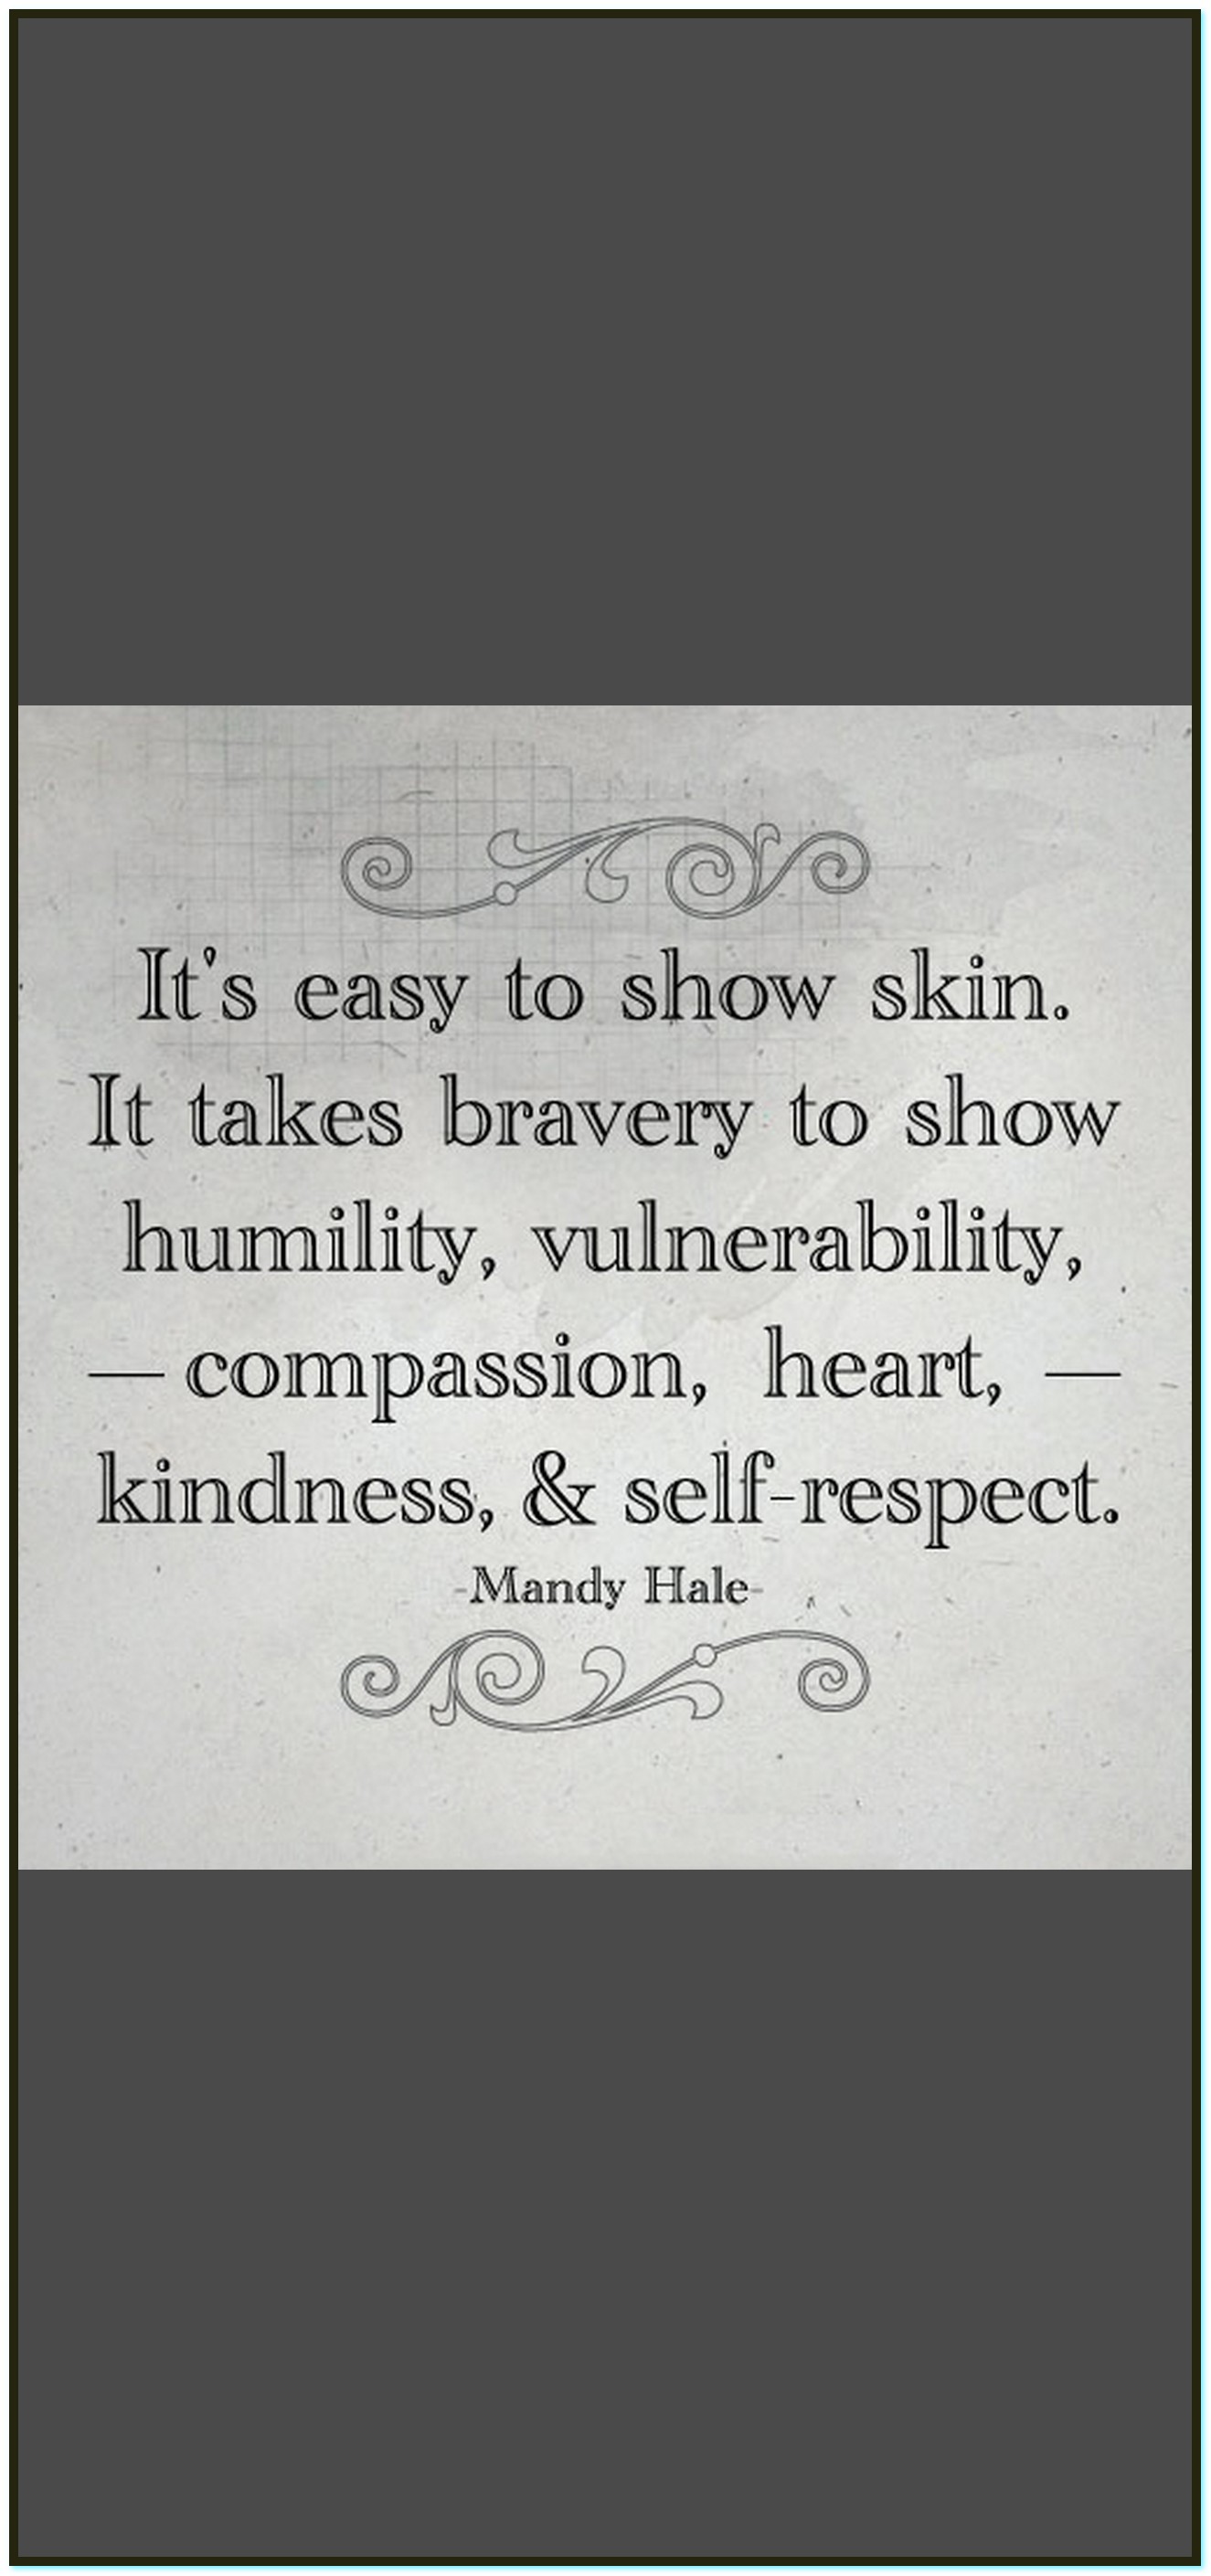 It's easy to show skin.
It takes bravery to show
humility, vulnerability,
— compassion, heart, —
kindness, & self-respect.
-Mandy Hale-